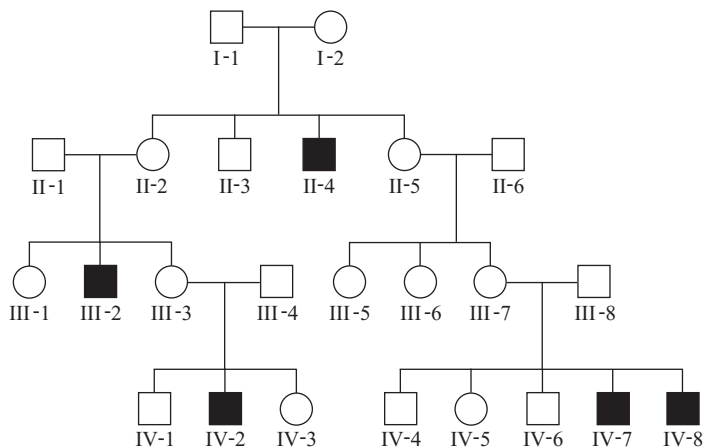 I-1 I-2
II-1 II-2 II-3 II-4 II-5 II-6
III-1 III-2 III-3 III-4 III-5 III-6 III-7 III-8
IV-1 IV-2 IV-3 IV-4 IV-5 IV-6 IV-7 IV-8